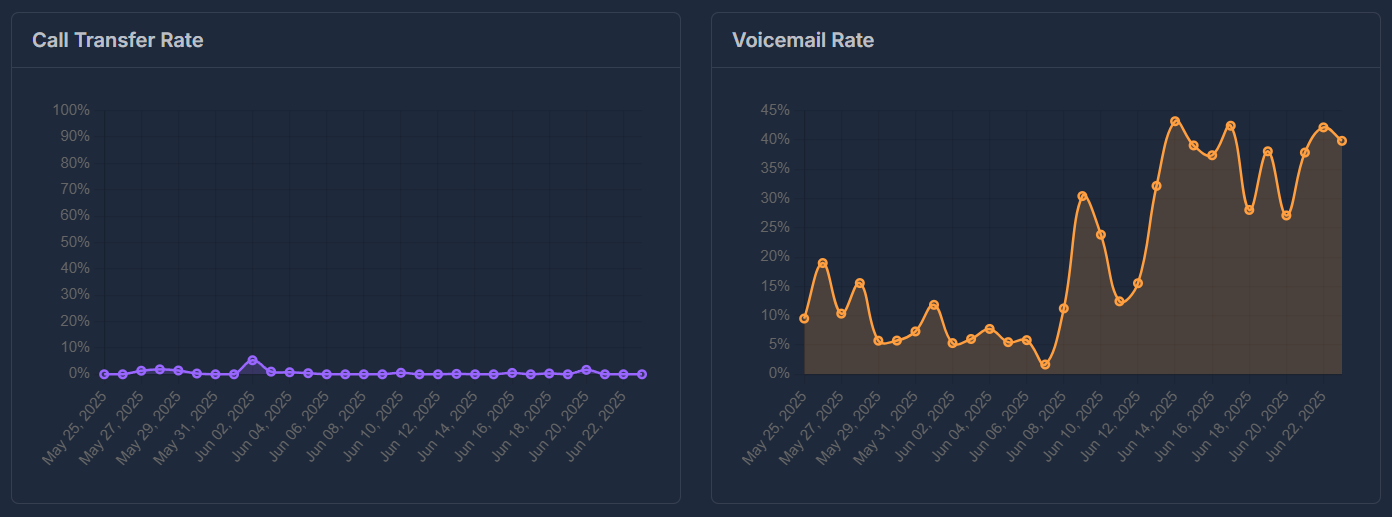 Call Transfer Rate
100%
90%
80%
70%
60%
50%
40%
30%
20%
10%
0%
May 25, 2025
May 27, 2025
May 29, 2025
May 31, 2025
Jun 02, 2025
Jun 04, 2025
Jun 06, 2025
Jun 08, 2025
Jun 10, 2025
Jun 12, 2025
Jun 14, 2025
Jun 16, 2025
Jun 18, 2025
Jun 20, 2025
Jun 22, 2025
Voicemail Rate
45%
40%
35%
30%
25%
20%
15%
10%
5%
0%
May 25, 2025
May 27, 2025
May 29, 2025
May 31, 2025
Jun 02, 2025
Jun 04, 2025
Jun 06, 2025
Jun 08, 2025
Jun 10, 2025
Jun 12, 2025
Jun 14, 2025
Jun 16, 2025
Jun 18, 2025
Jun 20, 2025
Jun 22, 2025